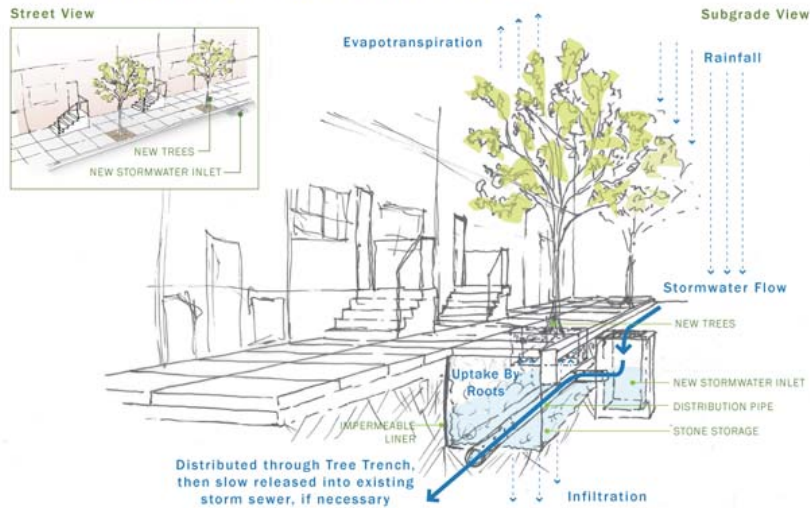 Street View
Subgrade View
NEW TREES
NEW STORMWATER INLET
Evapotranspiration
Rainfall
Stormwater Flow
NEW TREES
Uptake By
Roots
NEW STORMWATER INLET
DISTRIBUTION PIPE
IMPERMEABLE
LINER
STONE STORAGE
Distributed through Tree Trench,
then slow released into existing
storm sewer, if necessary
Infiltration